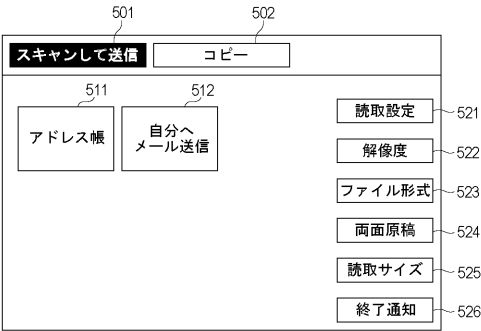 501
502
スキャンして送信
コピー
511
512
アドレス帳
自分へ
メール送信
読取設定
521
解像度
522
ファイル形式
523
両面原稿
524
読取サイズ
525
終了通知
526